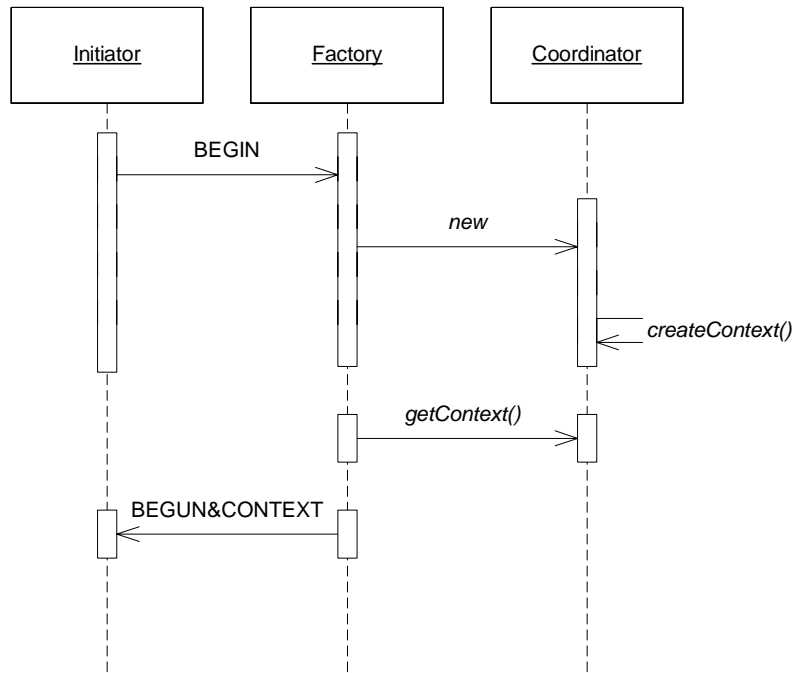 Initiator
Factory
Coordinator
BEGIN
new
createContext()
getContext()
BEGUN&CONTEXT